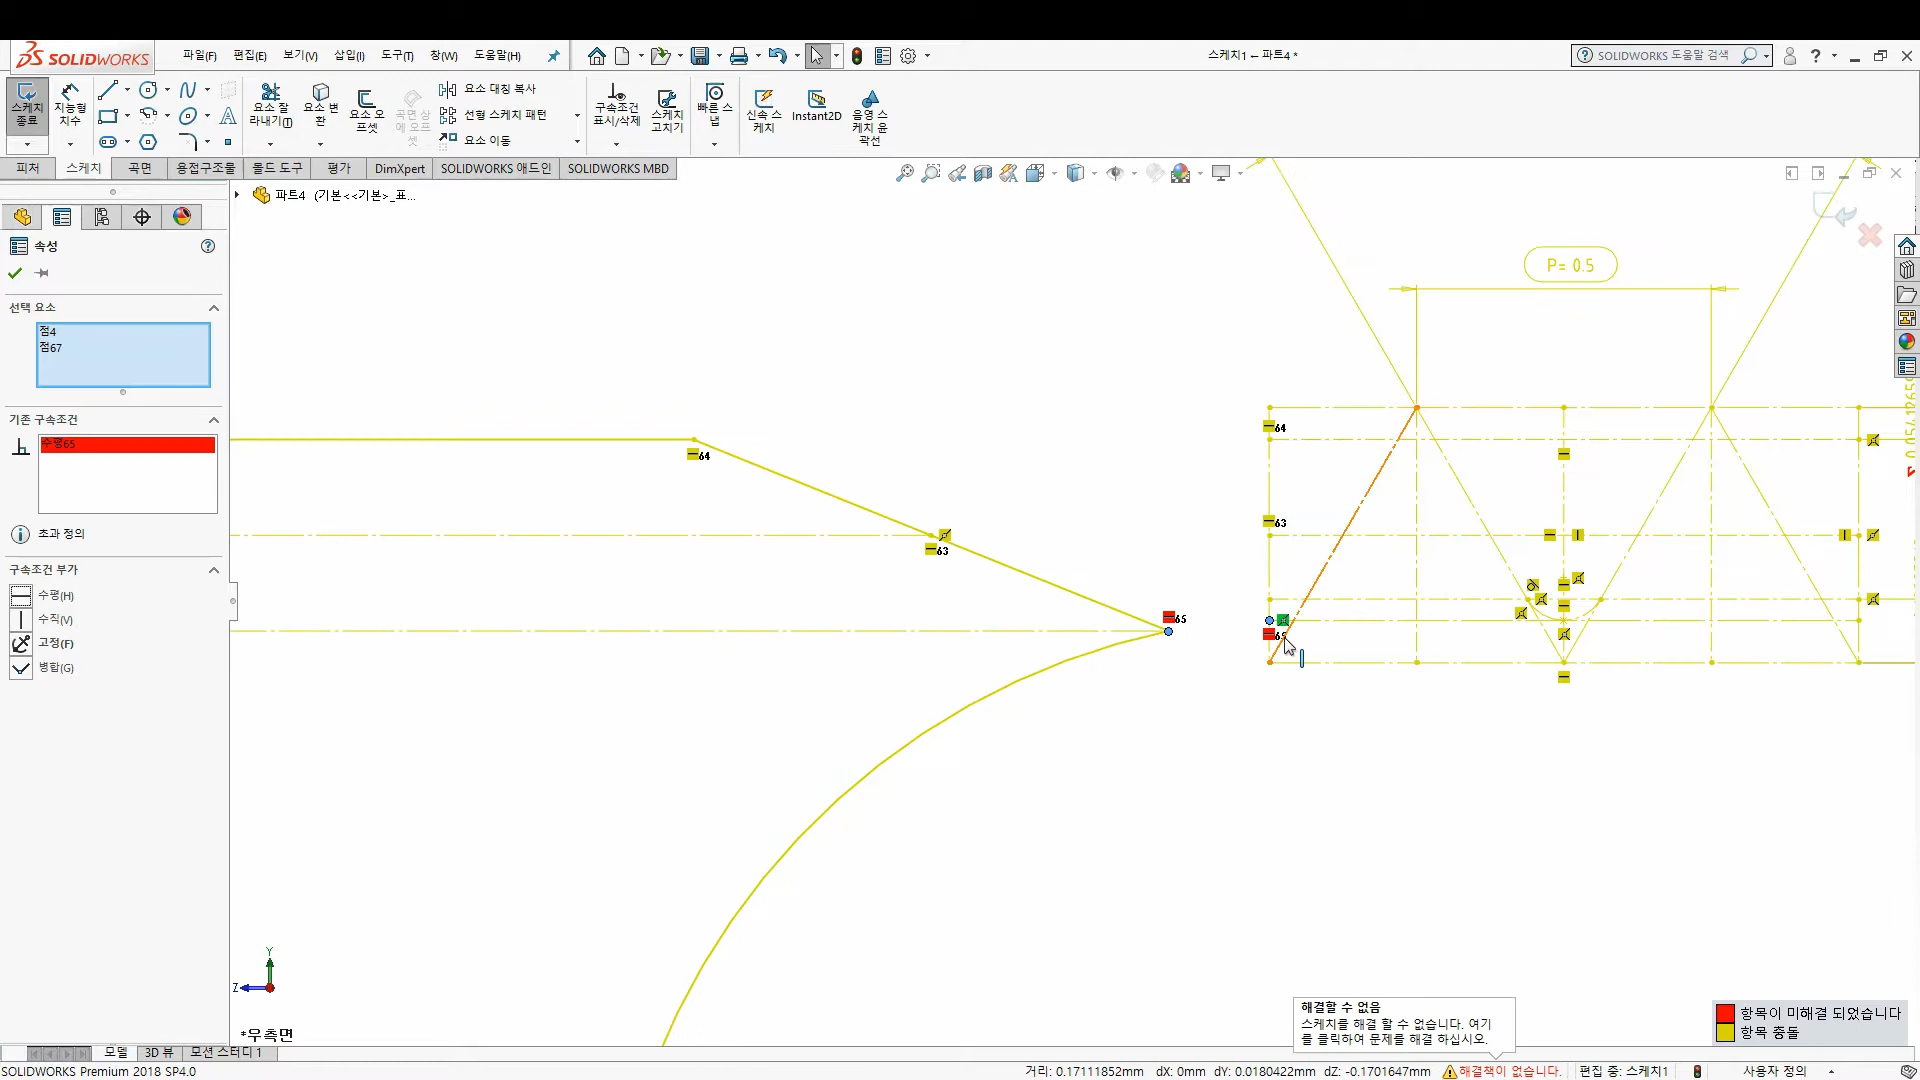 SOLIDWORKS
파일(F) 편집(E) 보기(V) 삽입(I) 도구(T) 창(W) 도움말(H)
스케치1 ← 파트4 *
SOLIDWORKS 도움말 검색
스케치 종료
지능형 치수
요소 잘라내기(T)
요소 변환
요소 오프셋
곡면 상에 오프셋
요소 대칭 복사
선형 스케치 패턴
요소 이동
구속조건 표시/삭제
스케치 고치기
빠른 스냅
신속 스케치
Instant2D
음영 스케치 윤곽선
피처 스케치 곡면 용접구조물 몰드 도구 평가 DimXpert SOLIDWORKS 애드인 SOLIDWORKS MBD
파트4 (기본<<기본>_표...
속성
선택 요소
점4
점67
기존 구속조건
수평65
초과 정의
구속조건 부가
수평(H)
수직(V)
고정(F)
병합(G)
P= 0.5
64
64
63
63
65
Y
Z
*우측면
해결할 수 없음
스케치를 해결 할 수 없습니다. 여기
를 클릭하여 문제를 해결 하십시오.
항목이 미해결 되었습니다
항목 충돌
모델 3D 뷰 모션 스터디 1
SOLIDWORKS Premium 2018 SP4.0
거리: 0.17111852mm dX: 0mm dY: 0.0180422mm dZ: -0.1701647mm 해결책이 없습니다. 편집 중: 스케치1 사용자 정의